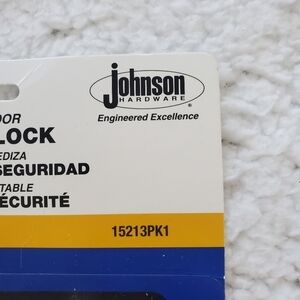 Johnson
HARDWARE®
Engineered Excellence
OOR
LOCK
EDIZA
SEGURIDAD
TABLE
ÉCURITÉ
15213PK1